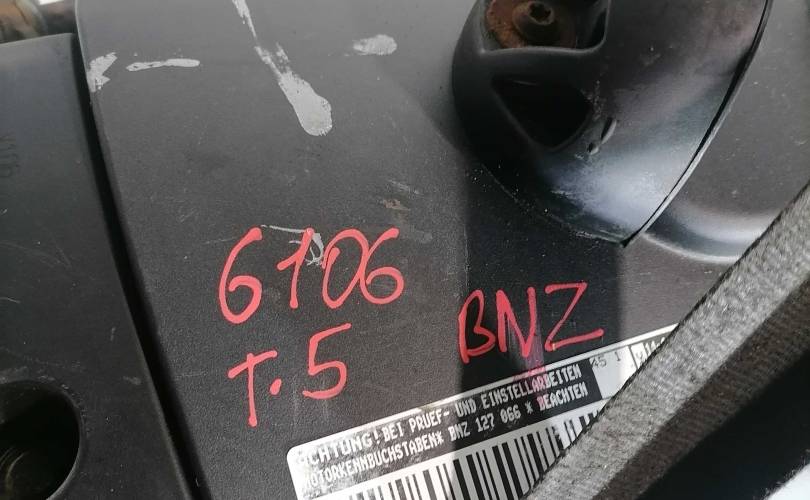 6106
T.5
BNZ
ACHTUNG! BEI PRUEF- UND EINSTELLARBEITEN
MOTORKENNBUCHSTABEN* BNZ 127 066 * BEACHTEN